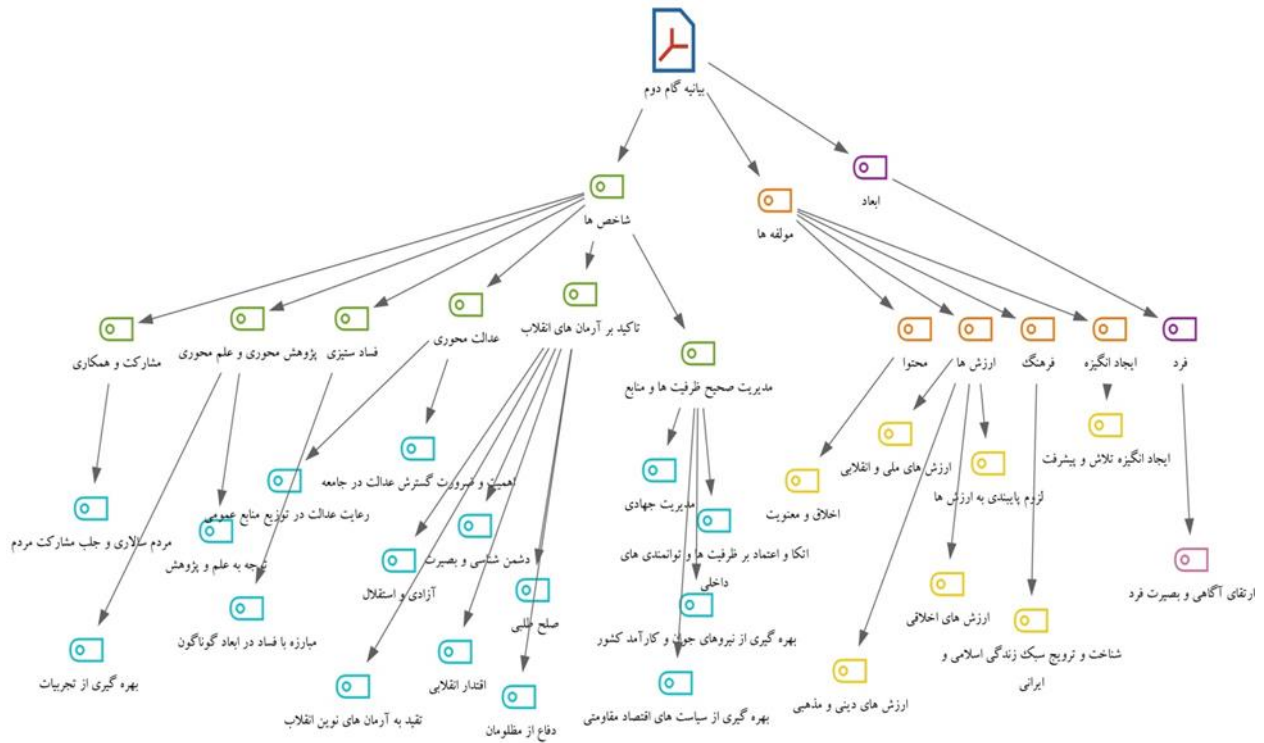 بیانیه گام دوم
ابعاد
شاخص ها
مولفه ها
تاکید بر آرمان های انقلاب
عدالت محوری
فساد ستیزی
پژوهش محوری و علم محوری
مشارکت و همکاری
مدیریت صحیح ظرفیت ها و منابع
فرد
ایجاد انگیزه
فرهنگ
ارزش ها
محتوا
ایجاد انگیزه تلاش و پیشرفت
ارزش های ملی و انقلابی
لزوم پایبندی به ارزش ها
اخلاق و معنویت
اهمیت و ضرورت گسترش عدالت در جامعه
رعایت عدالت در توزیع منابع عمومی
مدیریت جهادی
مردم سالاری و جلب مشارکت مردم
توجه به علم و پژوهش
دشمن شناسی و بصیرت
اتکا و اعتماد بر ظرفیت ها و توانمندی های
داخلی
آزادی و استقلال
ارتقای آگاهی و بصیرت فرد
صلح طلبی
ارزش های اخلاقی
مبارزه با فساد در ابعاد گوناگون
بهره گیری از نیروهای جوان و کارآمد کشور
شناخت و ترویج سبک زندگی اسلامی و
ایرانی
بهره گیری از تجربیات
اقتدار انقلابی
ارزش های دینی و مذهبی
تقید به آرمان های نوین انقلاب
دفاع از مظلومان
بهره گیری از سیاست های اقتصاد مقاومتی